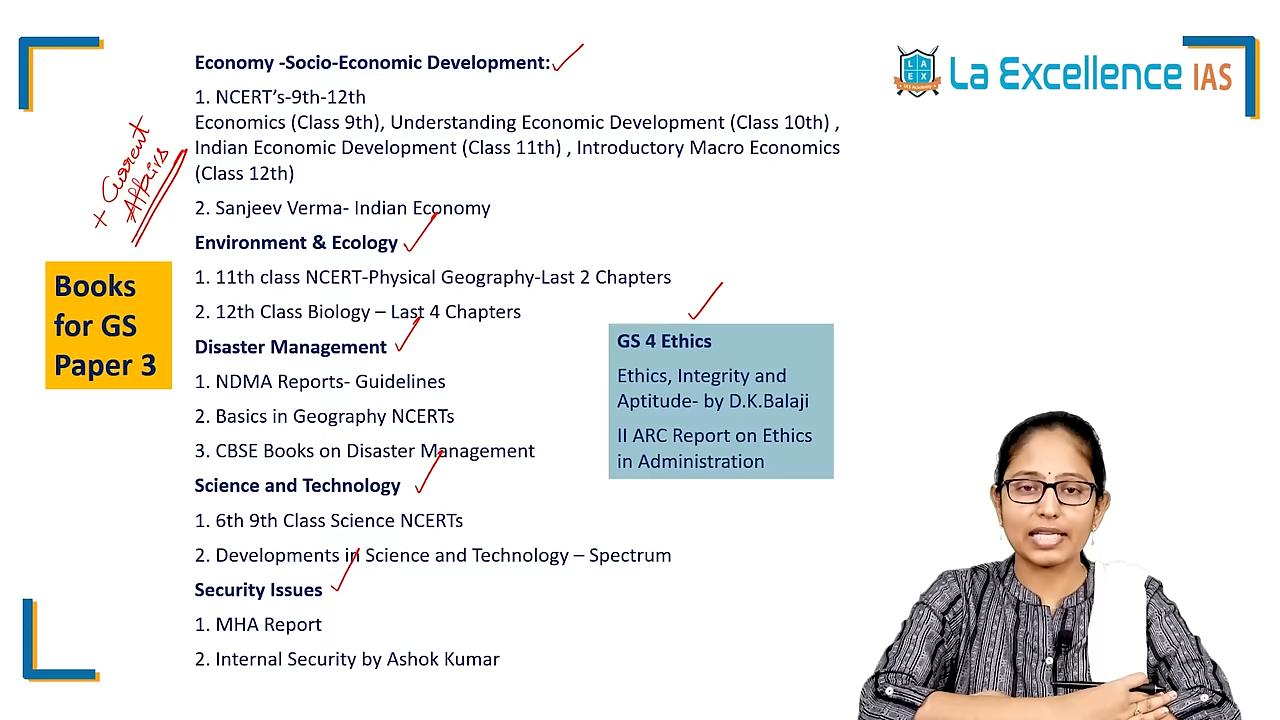 Economy -Socio-Economic Development:
1. NCERT's-9th-12th
Economics (Class 9th), Understanding Economic Development (Class 10th) ,
Indian Economic Development (Class 11th) , Introductory Macro Economics
(Class 12th)
2. Sanjeev Verma- Indian Economy
Environment & Ecology
1. 11th class NCERT-Physical Geography-Last 2 Chapters
2. 12th Class Biology – Last 4 Chapters
Disaster Management
1. NDMA Reports- Guidelines
2. Basics in Geography NCERTs
3. CBSE Books on Disaster Management
Science and Technology
1. 6th 9th Class Science NCERTs
2. Developments in Science and Technology – Spectrum
Security Issues
1. MHA Report
2. Internal Security by Ashok Kumar
+ Current
Affairs
Books
for GS
Paper 3
GS 4 Ethics
Ethics, Integrity and
Aptitude- by D.K.Balaji
II ARC Report on Ethics
in Administration
LA
EX
La Excellence IAS